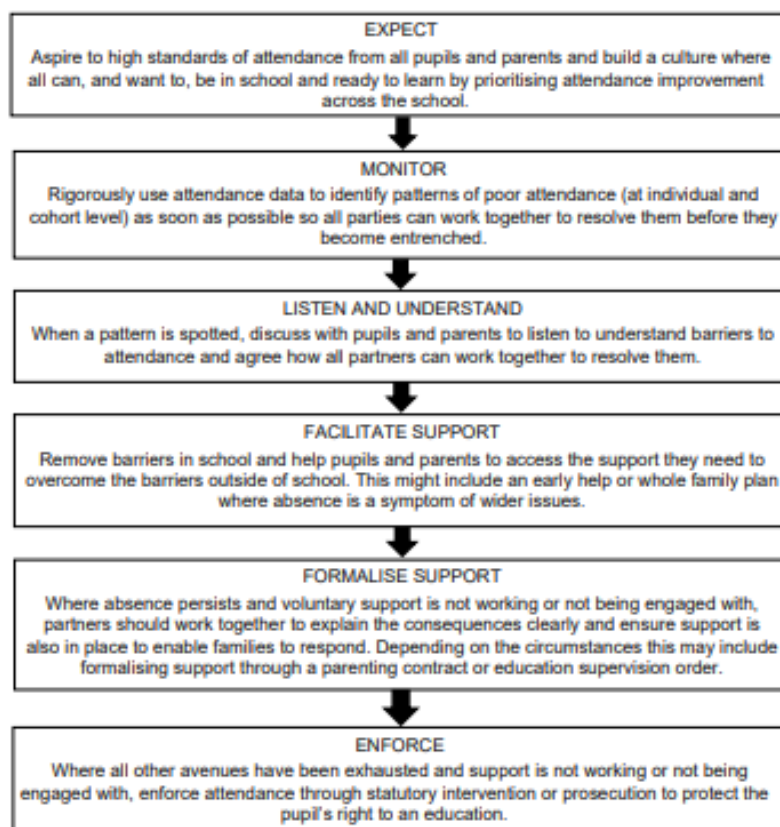 EXPECT
Aspire to high standards of attendance from all pupils and parents and build a culture where
all can, and want to, be in school and ready to learn by prioritising attendance improvement
across the school.
MONITOR
Rigorously use attendance data to identify patterns of poor attendance (at individual and
cohort level) as soon as possible so all parties can work together to resolve them before they
become entrenched.
LISTEN AND UNDERSTAND
When a pattern is spotted, discuss with pupils and parents to listen to understand barriers to
attendance and agree how all partners can work together to resolve them.
FACILITATE SUPPORT
Remove barriers in school and help pupils and parents to access the support they need to
overcome the barriers outside of school. This might include an early help or whole family plan
where absence is a symptom of wider issues.
FORMALISE SUPPORT
Where absence persists and voluntary support is not working or not being engaged with,
partners should work together to explain the consequences clearly and ensure support is
also in place to enable families to respond. Depending on the circumstances this may include
formalising support through a parenting contract or education supervision order.
ENFORCE
Where all other avenues have been exhausted and support is not working or not being
engaged with, enforce attendance through statutory intervention or prosecution to protect the
pupil's right to an education.